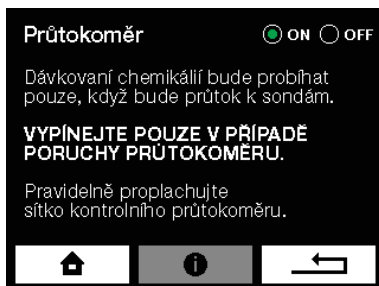 Průtokoměr ON OFF
Dávkovaní chemikálií bude probíhat
pouze, když bude průtok k sondám.
VYPÍNEJTE POUZE V PŘÍPADĚ
PORUCHY PRŮTOKOMĚRU.
Pravidelně proplachujte
sítko kontrolního průtokoměru.